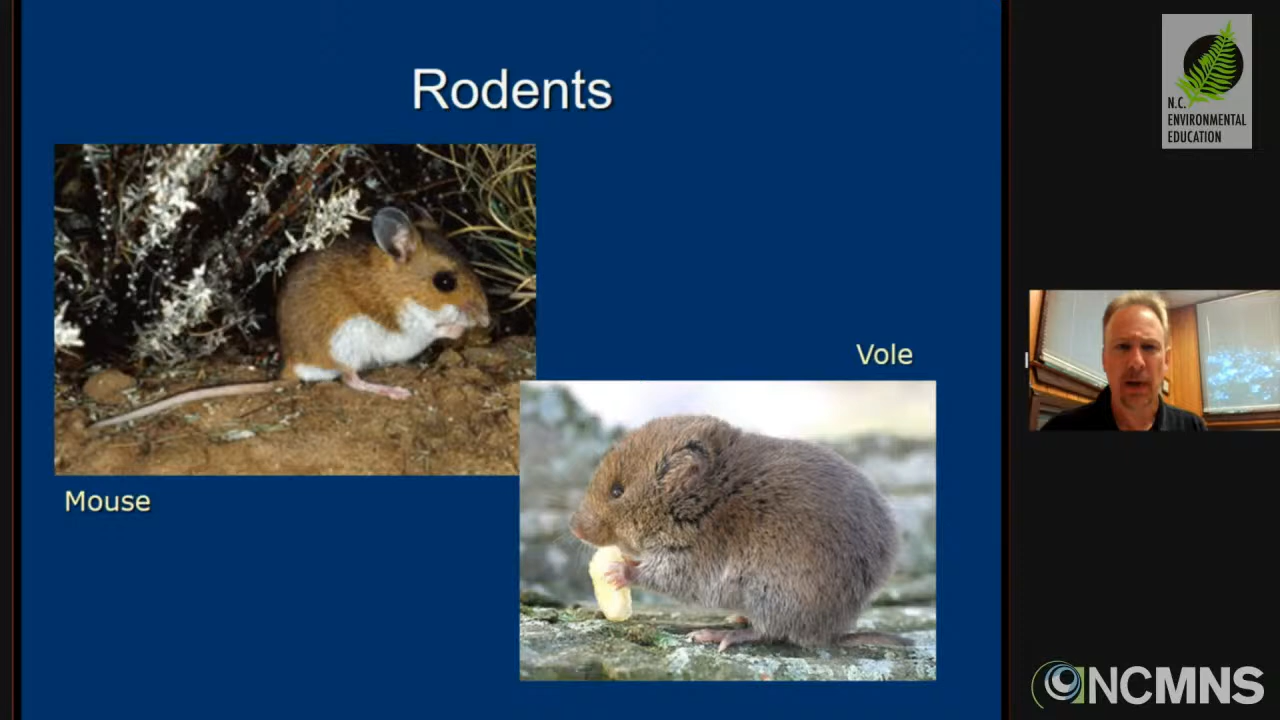 Rodents
Mouse
Vole
N.C.
ENVIRONMENTAL
EDUCATION
NCMNS